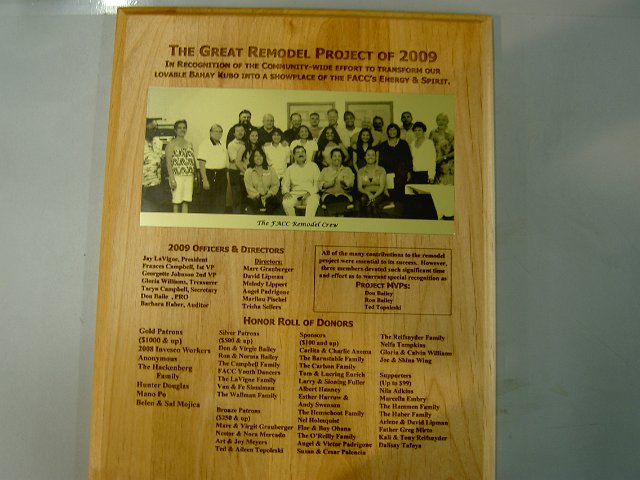 THE GREAT REMODEL PROJECT OF 2009
IN RECOGNITION OF THE COMMUNITY-WIDE EFFORT TO TRANSFORM OUR
LOVABLE BAHAY KUBO INTO A SHOWPLACE OF THE FACC'S ENERGY & SPIRIT.
The FACC Remodel Crew
2009 OFFICERS & DIRECTORS
Jay LaVigne, President
Frances Campbell, 1st VP
Georgette Johnson 2nd VP
Gloria Williams, Treasurer
Taryn Campbell, Secretary
Don Baile , PRO
Barbara Haber, Auditor
Directors:
Marc Grauberger
David Lipman
Melody Lippert
Angel Padrigone
Marilou Pischel
Trisha Sellers
All of the many contributions to the remodel
project were essential to its success. However,
three members devoted such significant time
and effort as to warrant special recognition as
PROJECT MVPS:
Don Bailey
Ron Bailey
Ted Topoleski
HONOR ROLL OF DONORS
Gold Patrons
($1000 & up)
2008 Invesco Workers
Anonymous
The Hackenberg
Family
Hunter Douglas
Mano Po
Belen & Sal Mojica
Silver Patrons
($500 & up)
Don & Virgie Bailey
Ron & Norma Bailey
The Campbell Family
FACC Youth Dancers
The LaVigne Family
Van & Fe Sinsiman
The Wallman Family
Bronze Patrons
($250 & up)
Marc & Virgit Grauberger
Nestor & Nora Mercado
Art & Joy Meyers
Ted & Aileen Topoleski
Sponsors
($100 and up)
Carlita & Charlie Anema
The Barnstable Family
The Carlson Family
Tom & Luering Enrich
Larry & Sioning Fuller
Albert Haancy
Esther Harrow &
Andy Swenson
The Hemschoot Family
Nel Holmquist
Flor & Boy Obana
The O'Reilly Family
Angel & Victor Padrigone
Susan & Cesar Palencia
The Reifsnyder Family
Nelfa Tompkins
Gloria & Calvin Williams
Joe & Shina Wing
Supporters
(Up to $99)
Nila Adkins
Marcella Embry
The Hammen Family
The Haber Family
Arlene & David Lipman
Father Greg Mirto
Kali & Tony Reifsnyder
Dalisay Tafoya